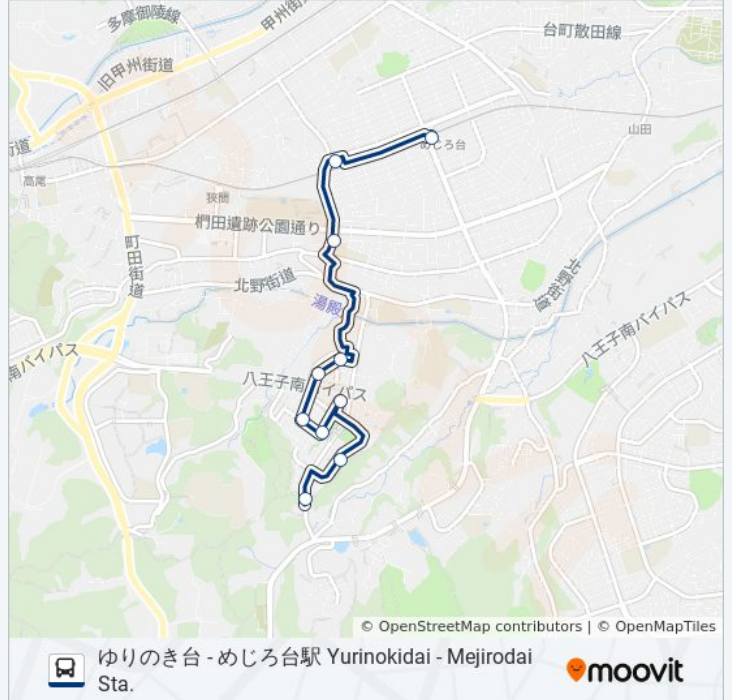 多摩御陵線
甲州街
台町散田線
旧甲州街道
街道
山田
めじろ台
高尾
狭間
椚田遺跡公園通り
町田街道
北野街道
北野街道
湯殿
八王子南バイパス
南バイパス
八王子南バイパス
© OpenStreetMap contributors | © OpenMapTiles
ゆりのき台 - めじろ台駅 Yurinokidai - Mejirodai
Sta.
moovit